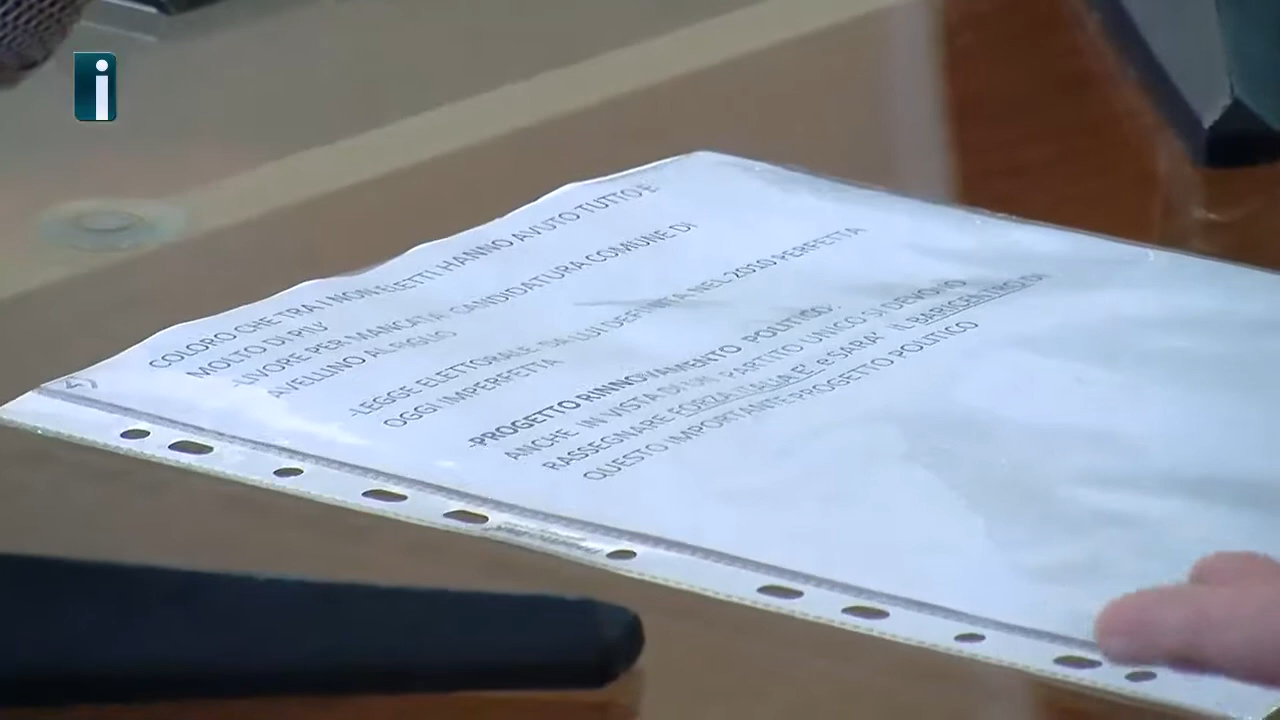 i
4)
COLORO CHE TRA I NON ELETTI HANNO AVUTO TUTTO E
MOLTO DI PIU'
-LIVORE PER MANCATA CANDIDATURA COMUNE DI
AVELLINO AL FIGLIO
-LEGGE ELETTORALE DA LUI DEFINITA NEL 2010 PERFETTA
OGGI IMPERFETTA
-PROGETTO RINNOVAMENTO POLITICO:
ANCHE IN VISTA DI UN PARTITO UNICO SI DEVONO
RASSEGNARE FORZA ITALIA E' e SARA' IL BARICENTRO DI
QUESTO IMPORTANTE PROGETTO POLITICO